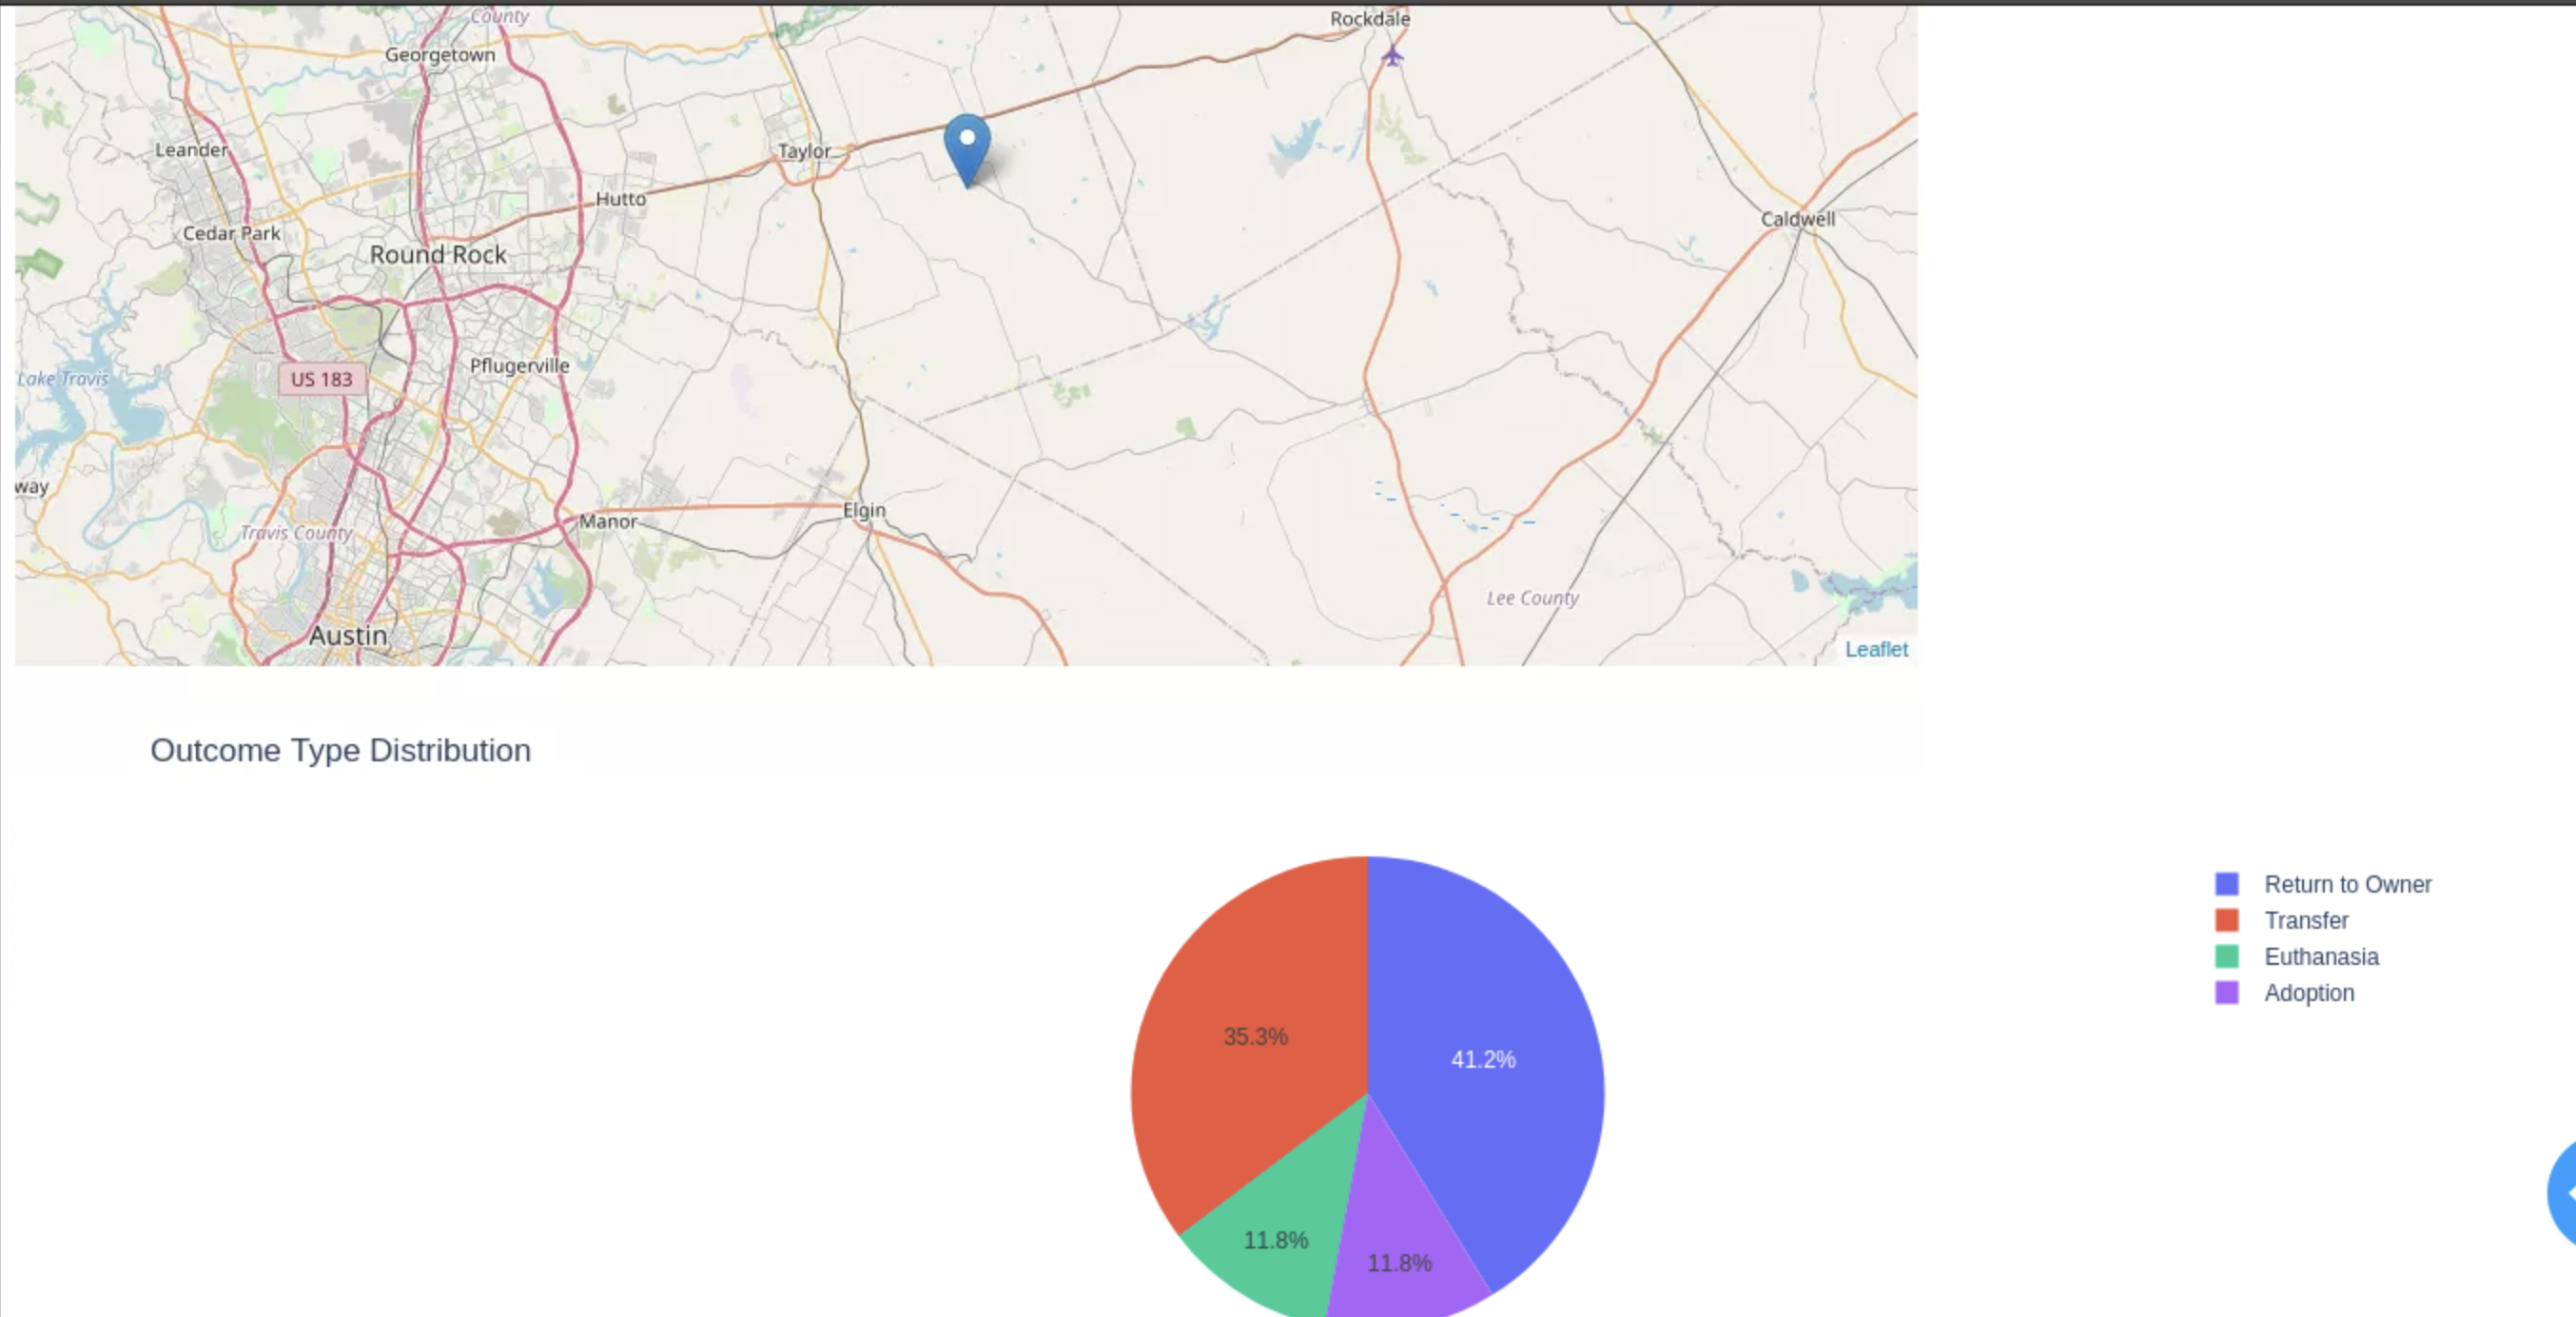 County
Rockdale
Georgetown
Leander
Taylor
Hutto
Cedar Park
Caldwell
Round Rock
Pflugerville
US 183
Lake Travis
way
Elgin
Manor
Travis County
Lee County
Austin
Leaflet
Outcome Type Distribution
Return to Owner
Transfer
Euthanasia
Adoption
35.3%
41.2%
11.8%
11.8%